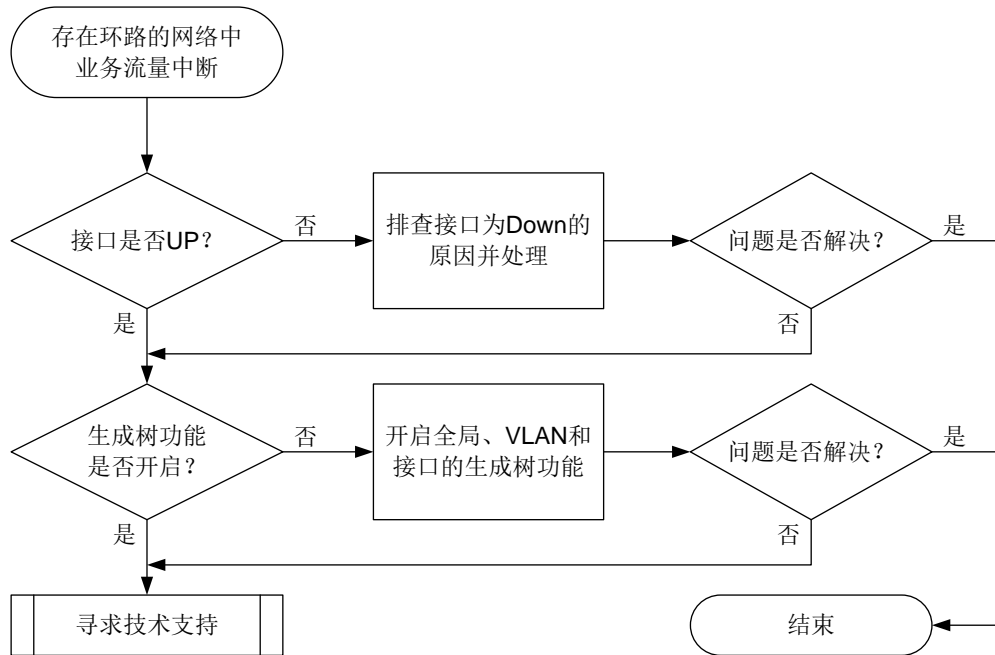 存在环路的网络中
业务流量中断
接口是否UP？
否
排查接口为Down的
原因并处理
问题是否解决？
是
是
否
生成树功能
是否开启？
否
开启全局、VLAN和
接口的生成树功能
问题是否解决？
是
是
否
寻求技术支持
结束